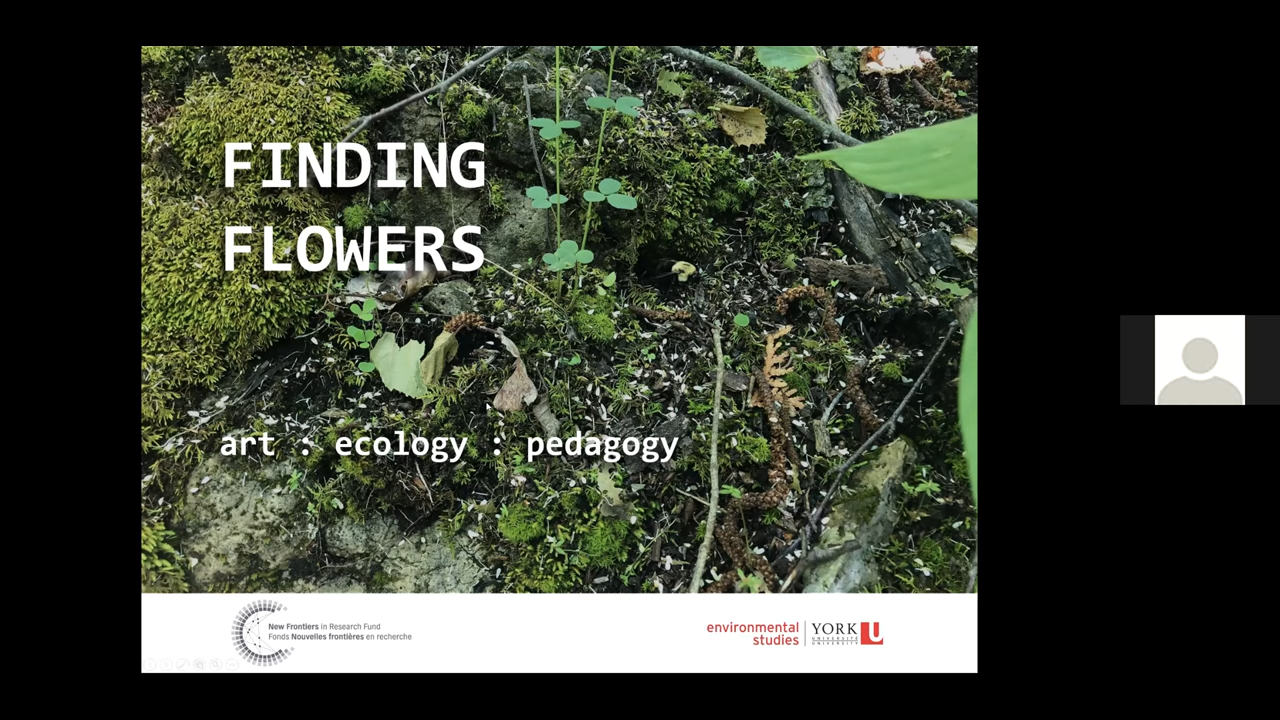 FINDING
FLOWERS
art : ecology : pedagogy
New Frontiers in Research Fund
Fonds Nouvelles frontières en recherche
environmental
studies
YORK U
UNIVERSITÉ
UNIVERSITY